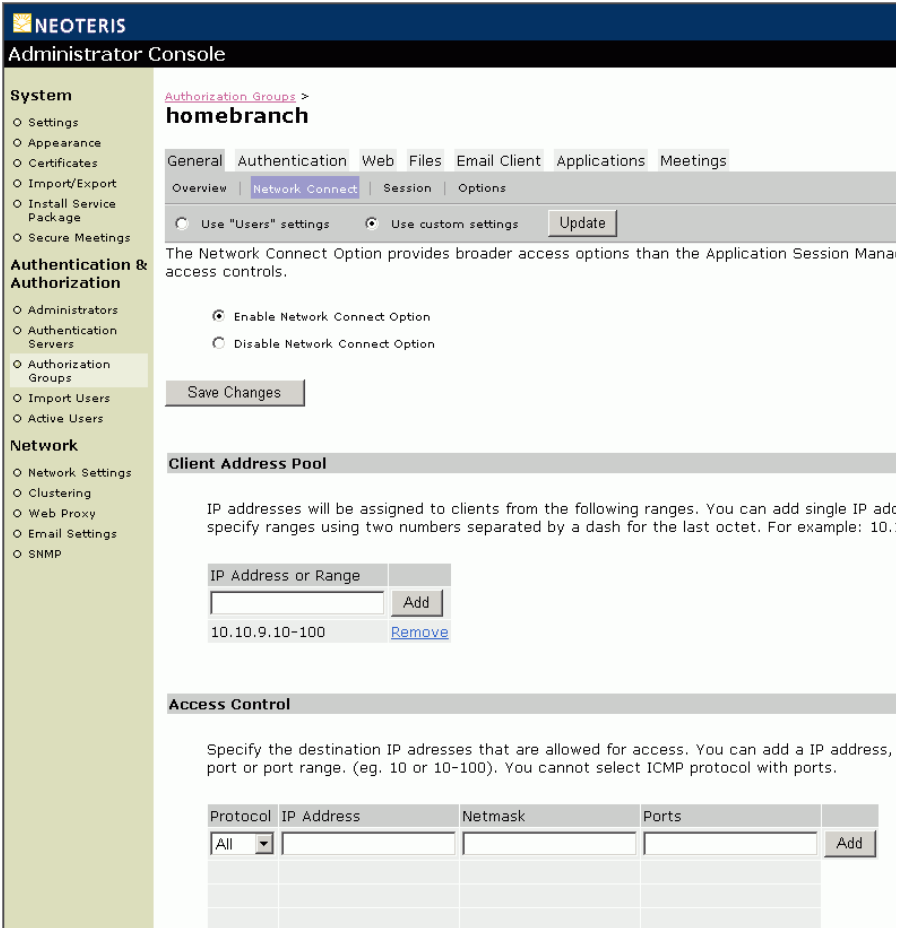 NEOTERIS
Administrator Console
System
Settings
Appearance
Certificates
Import/Export
Install Service
Package
Secure Meetings
Authentication &
Authorization
Administrators
Authentication
Servers
Authorization
Groups
Import Users
Active Users
Network
Network Settings
Clustering
Web Proxy
Email Settings
SNMP
Authorization Groups >
homebranch
General Authentication Web Files Email Client Applications Meetings
Overview | Network Connect | Session | Options
Use "Users" settings Use custom settings Update
The Network Connect Option provides broader access options than the Application Session
access controls.
Enable Network Connect Option
Disable Network Connect Option
Save Changes
Client Address Pool
IP addresses will be assigned to clients from the following ranges. You can add single IP
specify ranges using two numbers separated by a dash for the last octet. For example: 10.
IP Address or Range
Add
10.10.9.10-100 Remove
Access Control
Specify the destination IP adresses that are allowed for access. You can add a IP address,
port or port range. (eg. 10 or 10-100). You cannot select ICMP protocol with ports.
Protocol IP Address Netmask Ports
All Add